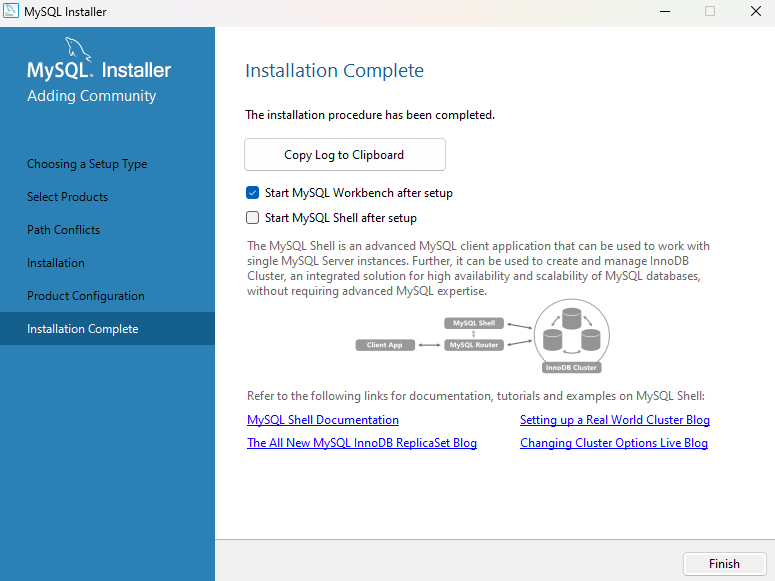 MySQL Installer
MySQL. Installer
Adding Community
Choosing a Setup Type
Select Products
Path Conflicts
Installation
Product Configuration
Installation Complete
Installation Complete
The installation procedure has been completed.
Copy Log to Clipboard
Start MySQL Workbench after setup
Start MySQL Shell after setup
The MySQL Shell is an advanced MySQL client application that can be used to work with
single MySQL Server instances. Further, it can be used to create and manage InnoDB
Cluster, an integrated solution for high availability and scalability of MySQL databases,
without requiring advanced MySQL expertise.
MySQL Shell
Client App
MySQL Router
InnoDB Cluster
Refer to the following links for documentation, tutorials and examples on MySQL Shell:
MySQL Shell Documentation
Setting up a Real World Cluster Blog
The All New MySQL InnoDB ReplicaSet Blog
Changing Cluster Options Live Blog
Finish